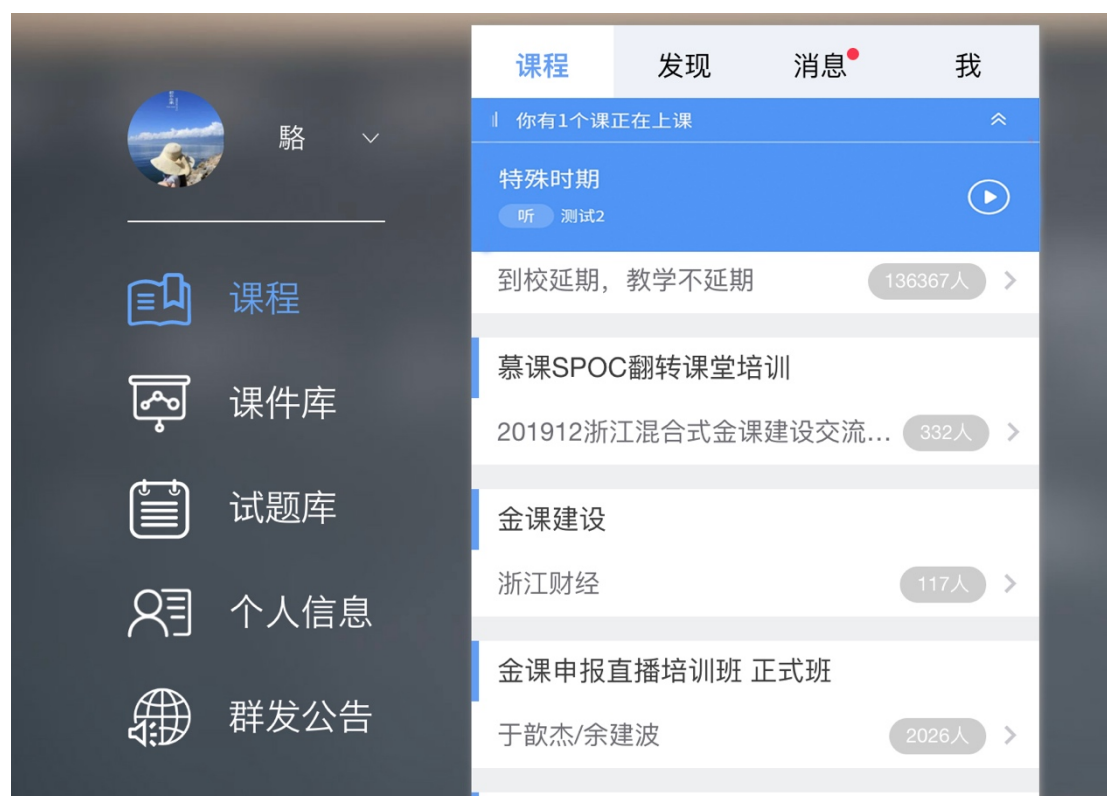 駱
课程
课件库
试题库
个人信息
群发公告
课程 发现 消息 我
你有1个课正在上课
特殊时期
听 测试2
到校延期，教学不延期 136367人
慕课SPOC翻转课堂培训
201912浙江混合式金课建设交流... 332人
金课建设
浙江财经 117人
金课申报直播培训班 正式班
于歆杰/余建波 2026人